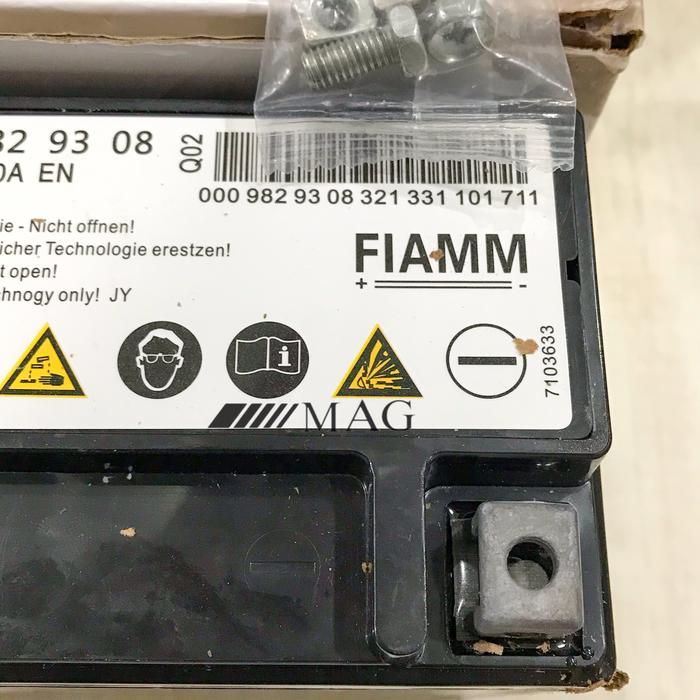 32 93 08
0A EN
Q02
000 982 93 08 321 331 101 711
ie - Nicht offnen!
icher Technologie erestzen!
t open!
chnogy only! JY
FIAMM
+ -
i
7103633
MAG